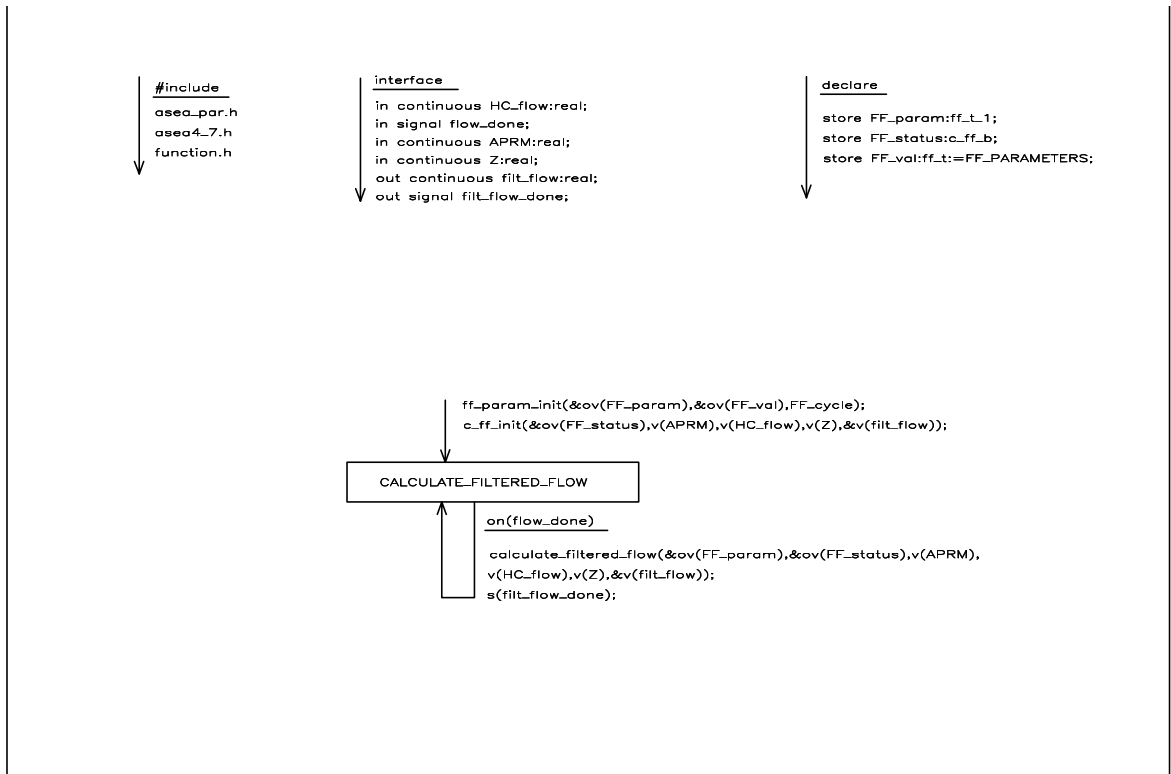 #include
asea_par.h
asea4_7.h
function.h
interface
in continuous HC_flow:real;
in signal flow_done;
in continuous APRM:real;
in continuous Z:real;
out continuous filt_flow:real;
out signal filt_flow_done;
declare
store FF_param:ff_t_1;
store FF_status:c_ff_b;
store FF_val:ff_t:=FF_PARAMETERS;
ff_param_init(&ov(FF_param),&ov(FF_val),FF_cycle);
c_ff_init(&ov(FF_status),v(APRM),v(HC_flow),v(Z),&v(filt_flow));
CALCULATE_FILTERED_FLOW
on(flow_done)
calculate_filtered_flow(&ov(FF_param),&ov(FF_status),v(APRM),
v(HC_flow),v(Z),&v(filt_flow));
s(filt_flow_done);